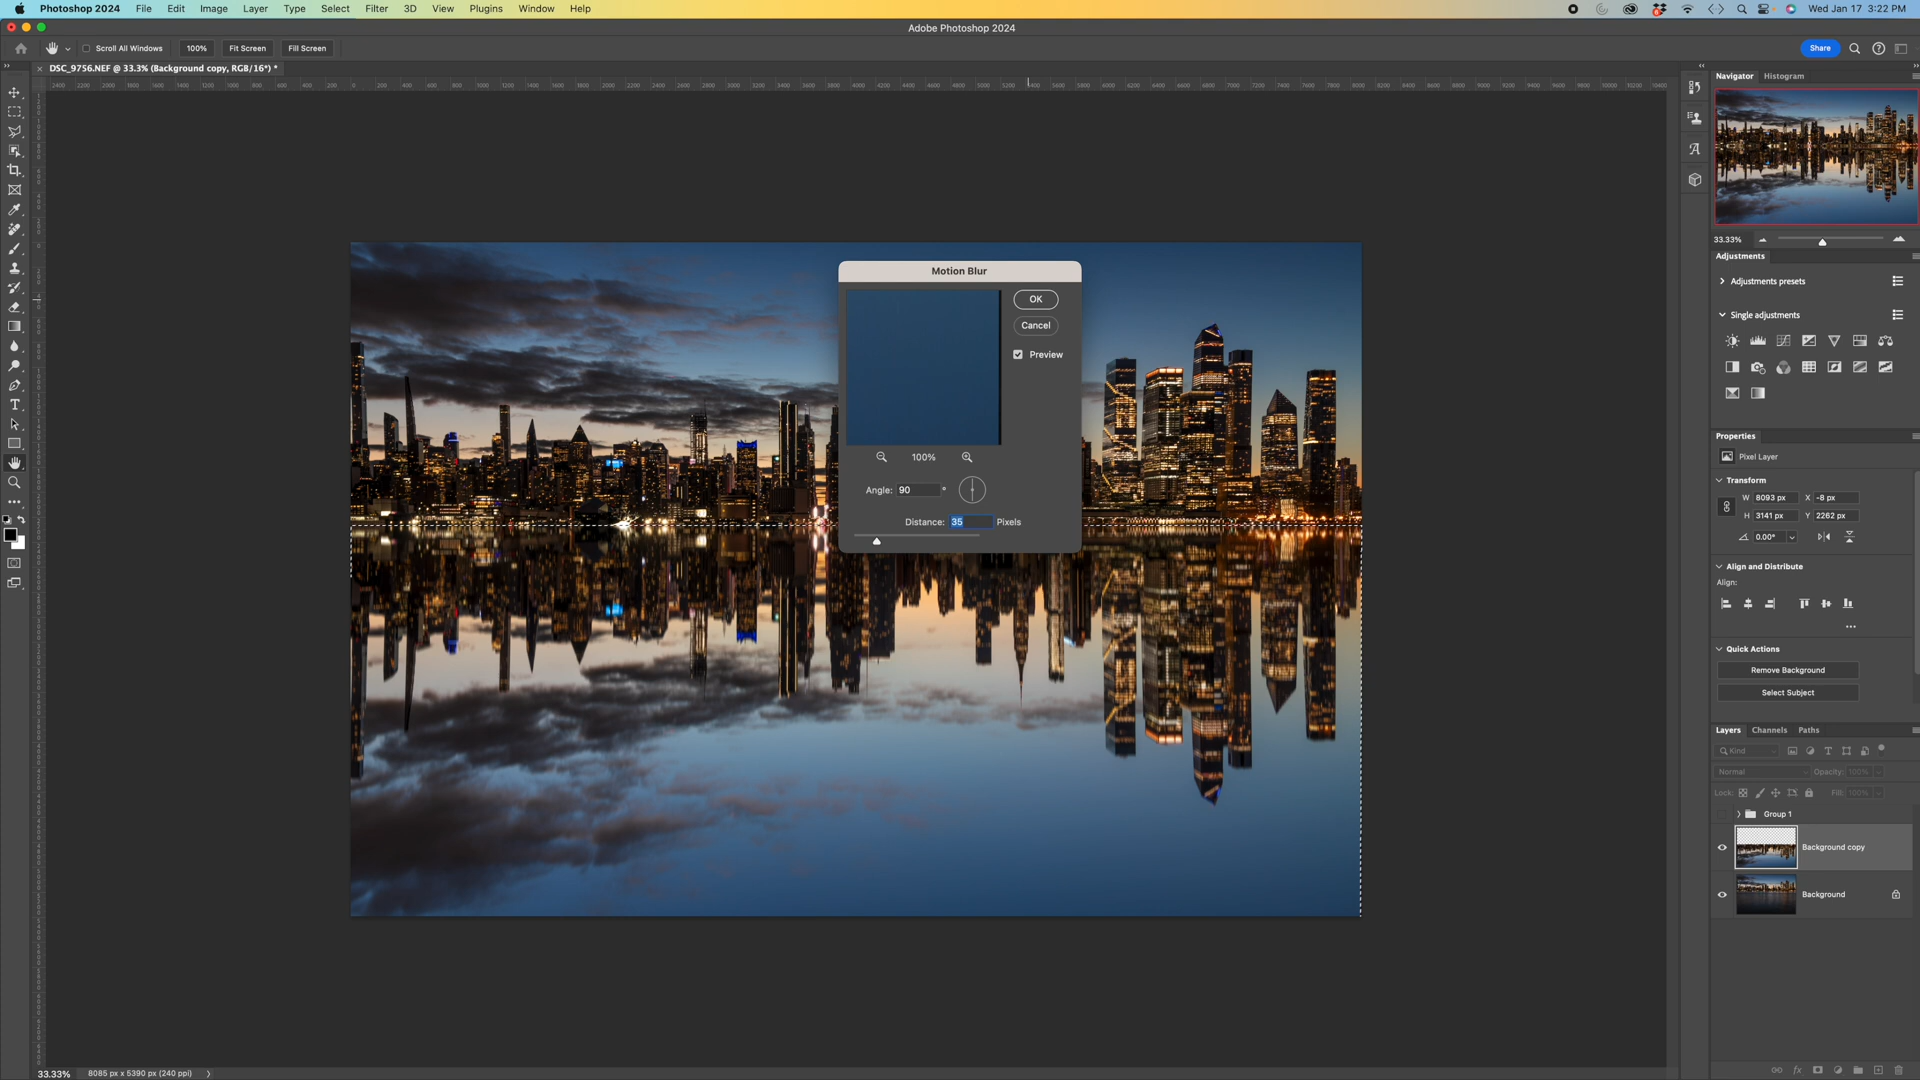 Photoshop 2024 File Edit Image Layer Type Select Filter 3D View Plugins Window Help Wed Jan 17 3:22 PM
Adobe Photoshop 2024
Scroll All Windows 100% Fit Screen Fill Screen Share
DSC_9756.NEF @ 33.3% (Background copy, RGB/16*) *
Navigator Histogram
33.33%
Adjustments
Adjustments presets
Single adjustments
Motion Blur
OK
Cancel
Preview
100%
Angle: 90 °
Distance: 35 Pixels
Properties
Pixel Layer
Transform
W 8093 px X -8 px
H 3141 px Y 2262 px
0.00°
Align and Distribute
Align:
Quick Actions
Remove Background
Select Subject
Layers Channels Paths
Kind
Normal Opacity: 100%
Lock: Fill: 100%
Group 1
Background copy
Background
33.33% 8085 px x 5390 px (240 ppi)